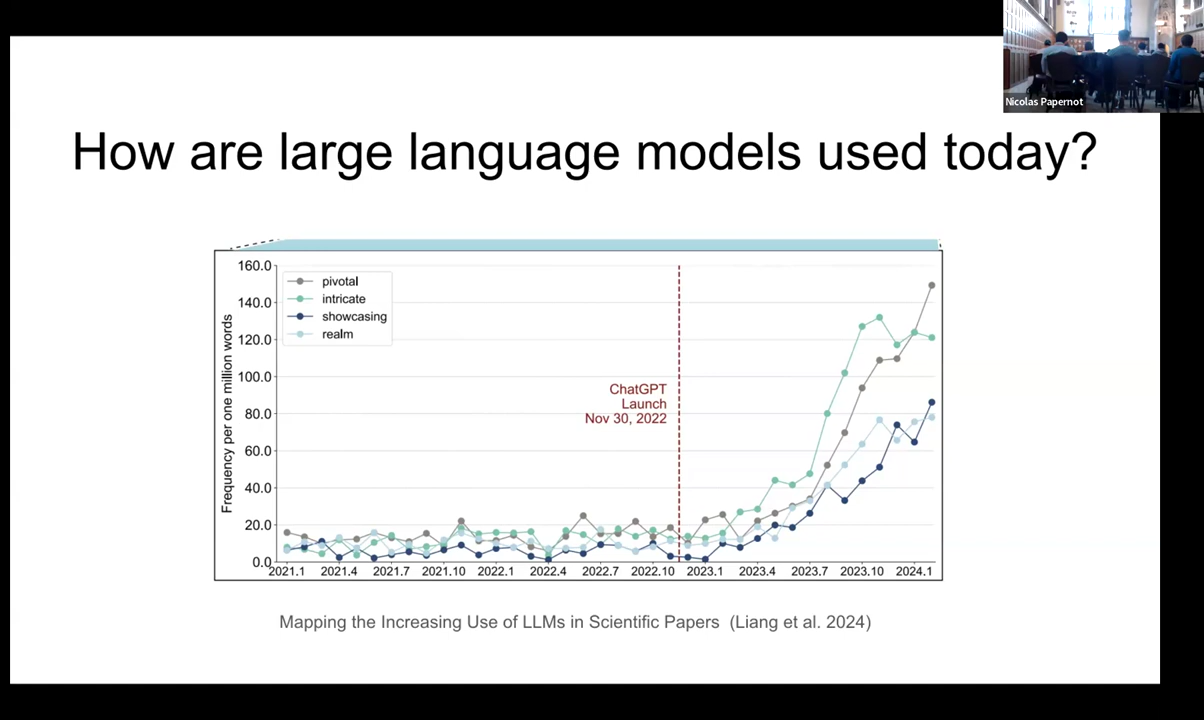 Nicolas Papernot
How are large language models used today?
160.0
140.0
120.0
100.0
80.0
60.0
40.0
20.0
0.0
Frequency per one million words
pivotal
intricate
showcasing
realm
ChatGPT
Launch
Nov 30, 2022
2021.1 2021.4 2021.7 2021.10 2022.1 2022.4 2022.7 2022.10 2023.1 2023.4 2023.7 2023.10 2024.1
Mapping the Increasing Use of LLMs in Scientific Papers (Liang et al. 2024)